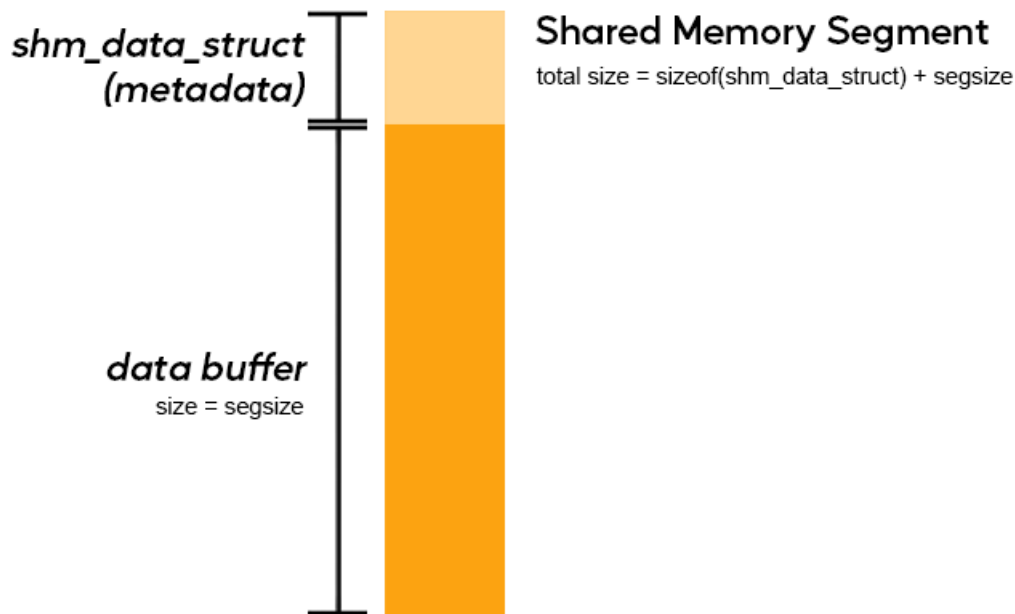 shm_data_struct
(metadata)
Shared Memory Segment
total size = sizeof(shm_data_struct) + segsize
data buffer
size = segsize